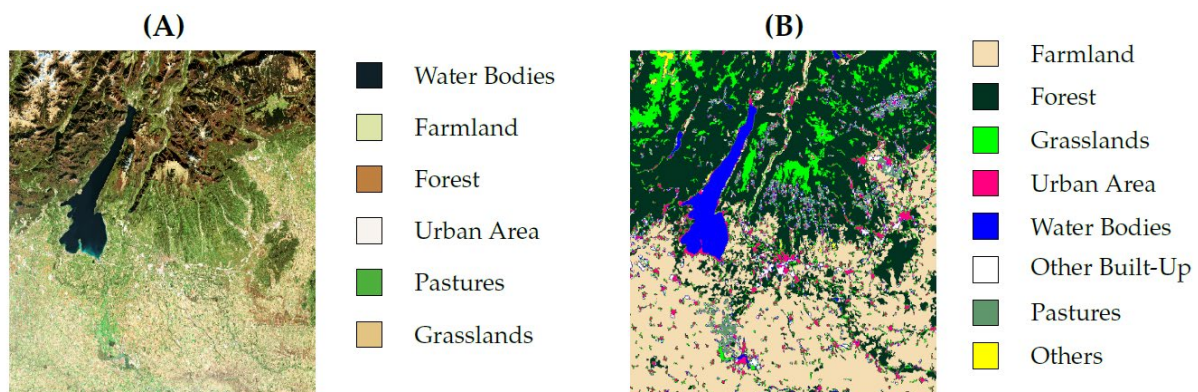 (A)
Water Bodies
Farmland
Forest
Urban Area
Pastures
Grasslands
(B)
Farmland
Forest
Grasslands
Urban Area
Water Bodies
Other Built-Up
Pastures
Others